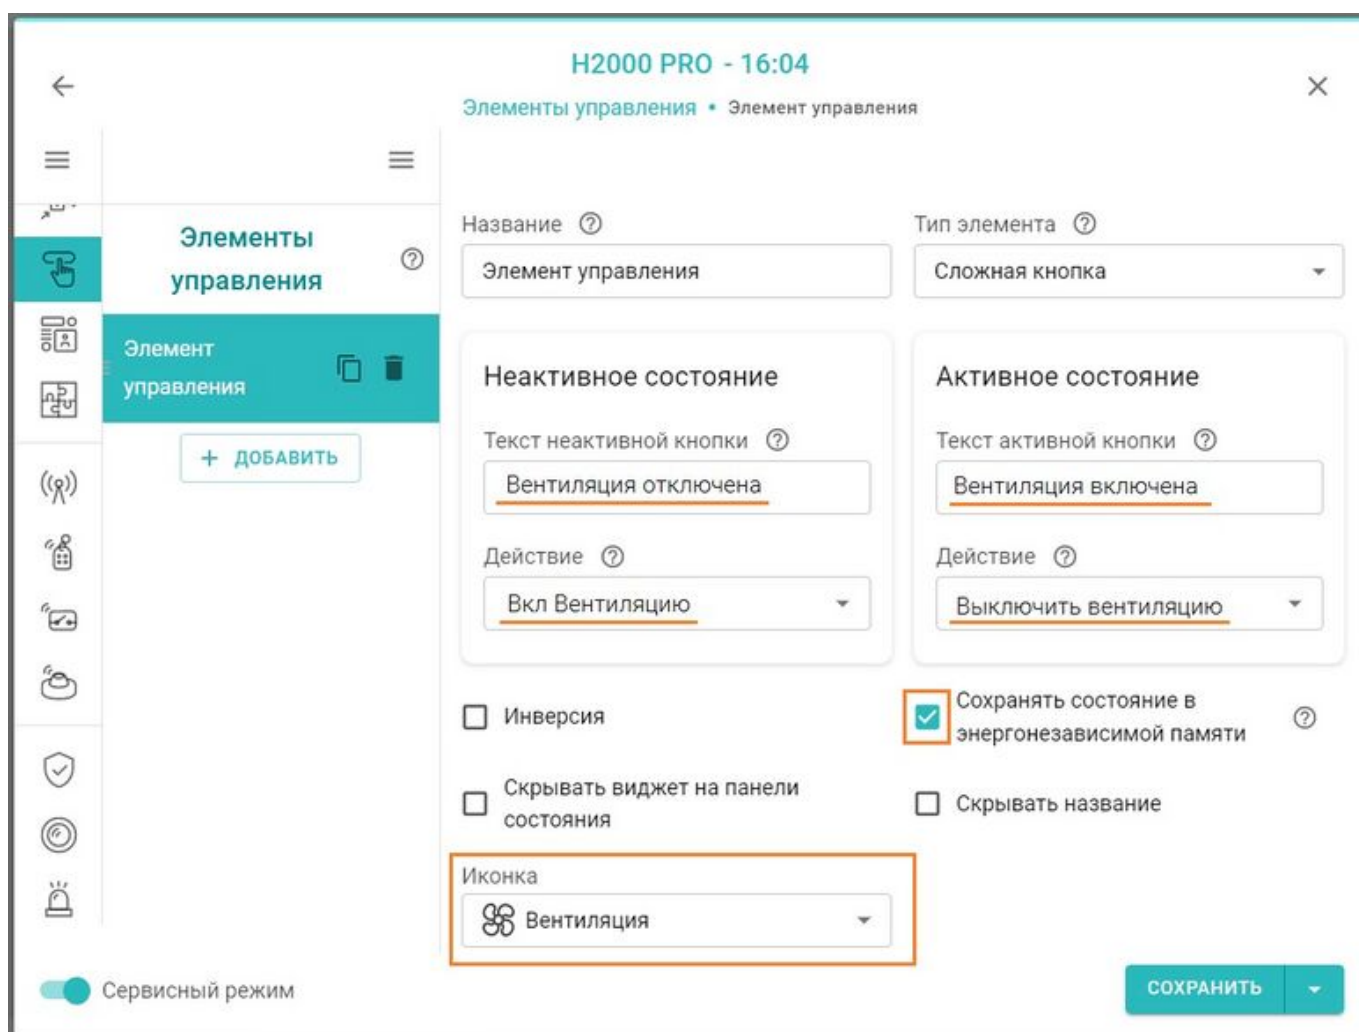 H2000 PRO - 16:04
Элементы управления • Элемент управления
Элементы
управления
Элемент
управления
+ ДОБАВИТЬ
Название
Элемент управления
Тип элемента
Сложная кнопка
Неактивное состояние
Текст неактивной кнопки
Вентиляция отключена
Действие
Вкл Вентиляцию
Активное состояние
Текст активной кнопки
Вентиляция включена
Действие
Выключить вентиляцию
Инверсия
Сохранять состояние в
энергонезависимой памяти
Скрывать виджет на панели
состояния
Скрывать название
Иконка
Вентиляция
Сервисный режим
СОХРАНИТЬ